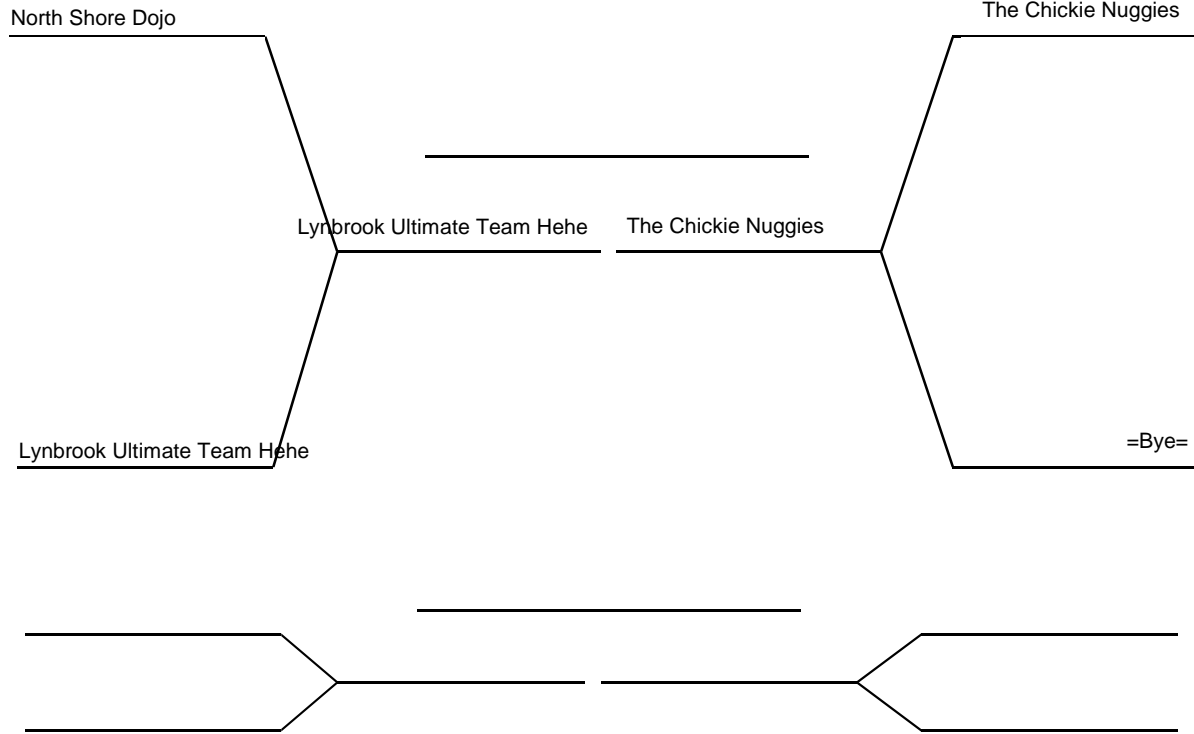 North Shore Dojo
The Chickie Nuggies
Lynbrook Ultimate Team Hehe
The Chickie Nuggies
Lynbrook Ultimate Team Hehe
=Bye=